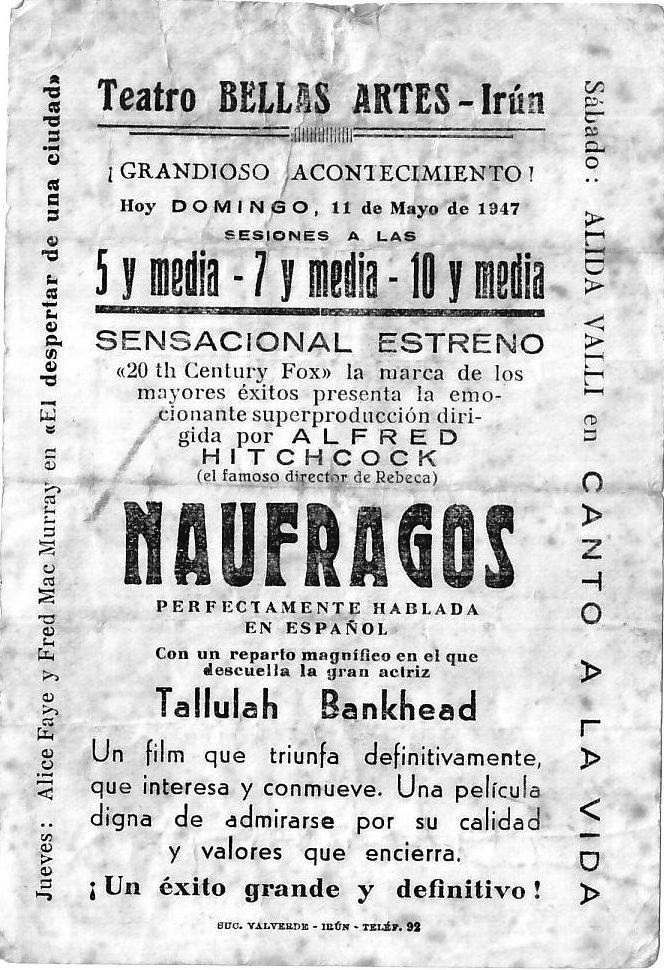 Teatro BELLAS ARTES - Irún
¡GRANDIOSO ACONTECIMIENTO!
Hoy DOMINGO, 11 de Mayo de 1947
SESIONES A LAS
5 y media - 7 y media - 10 y media
SENSACIONAL ESTRENO
«20 th Century Fox» la marca de los
mayores éxitos presenta la emo-
cionante superproducción diri-
gida por ALFRED
HITCHCOCK
(el famoso director de Rebeca)
NAUFRAGOS
PERFECTAMENTE HABLADA
EN ESPAÑOL
Con un reparto magnífico en el que
descuella la gran actriz
Tallulah Bankhead
Un film que triunfa definitivamente,
que interesa y conmueve. Una película
digna de admirarse por su calidad
y valores que encierra.
¡Un éxito grande y definitivo!
SUC. VALVERDE - IRÚN - TELÉF. 92
Jueves: Alice Faye y Fred Mac Murray en «El despertar de una ciudad»
Sábado: ALIDA VALLI en CANTO A LA VIDA